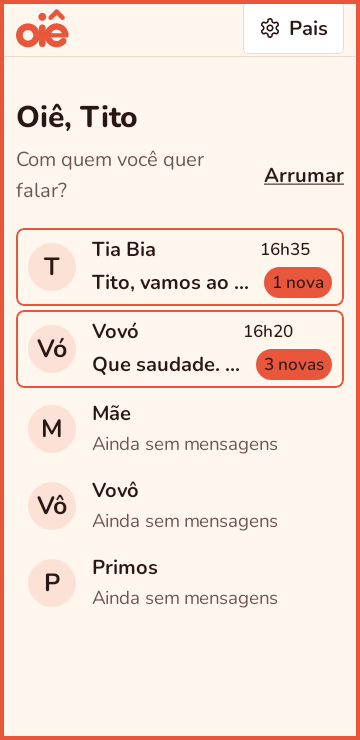 oiê
Pais
Oiê, Tito
Com quem você quer
falar?
Arrumar
T
Tia Bia
16h35
Tito, vamos ao ...
1 nova
Vó
Vovó
16h20
Que saudade. ...
3 novas
M
Mãe
Ainda sem mensagens
Vô
Vovô
Ainda sem mensagens
P
Primos
Ainda sem mensagens